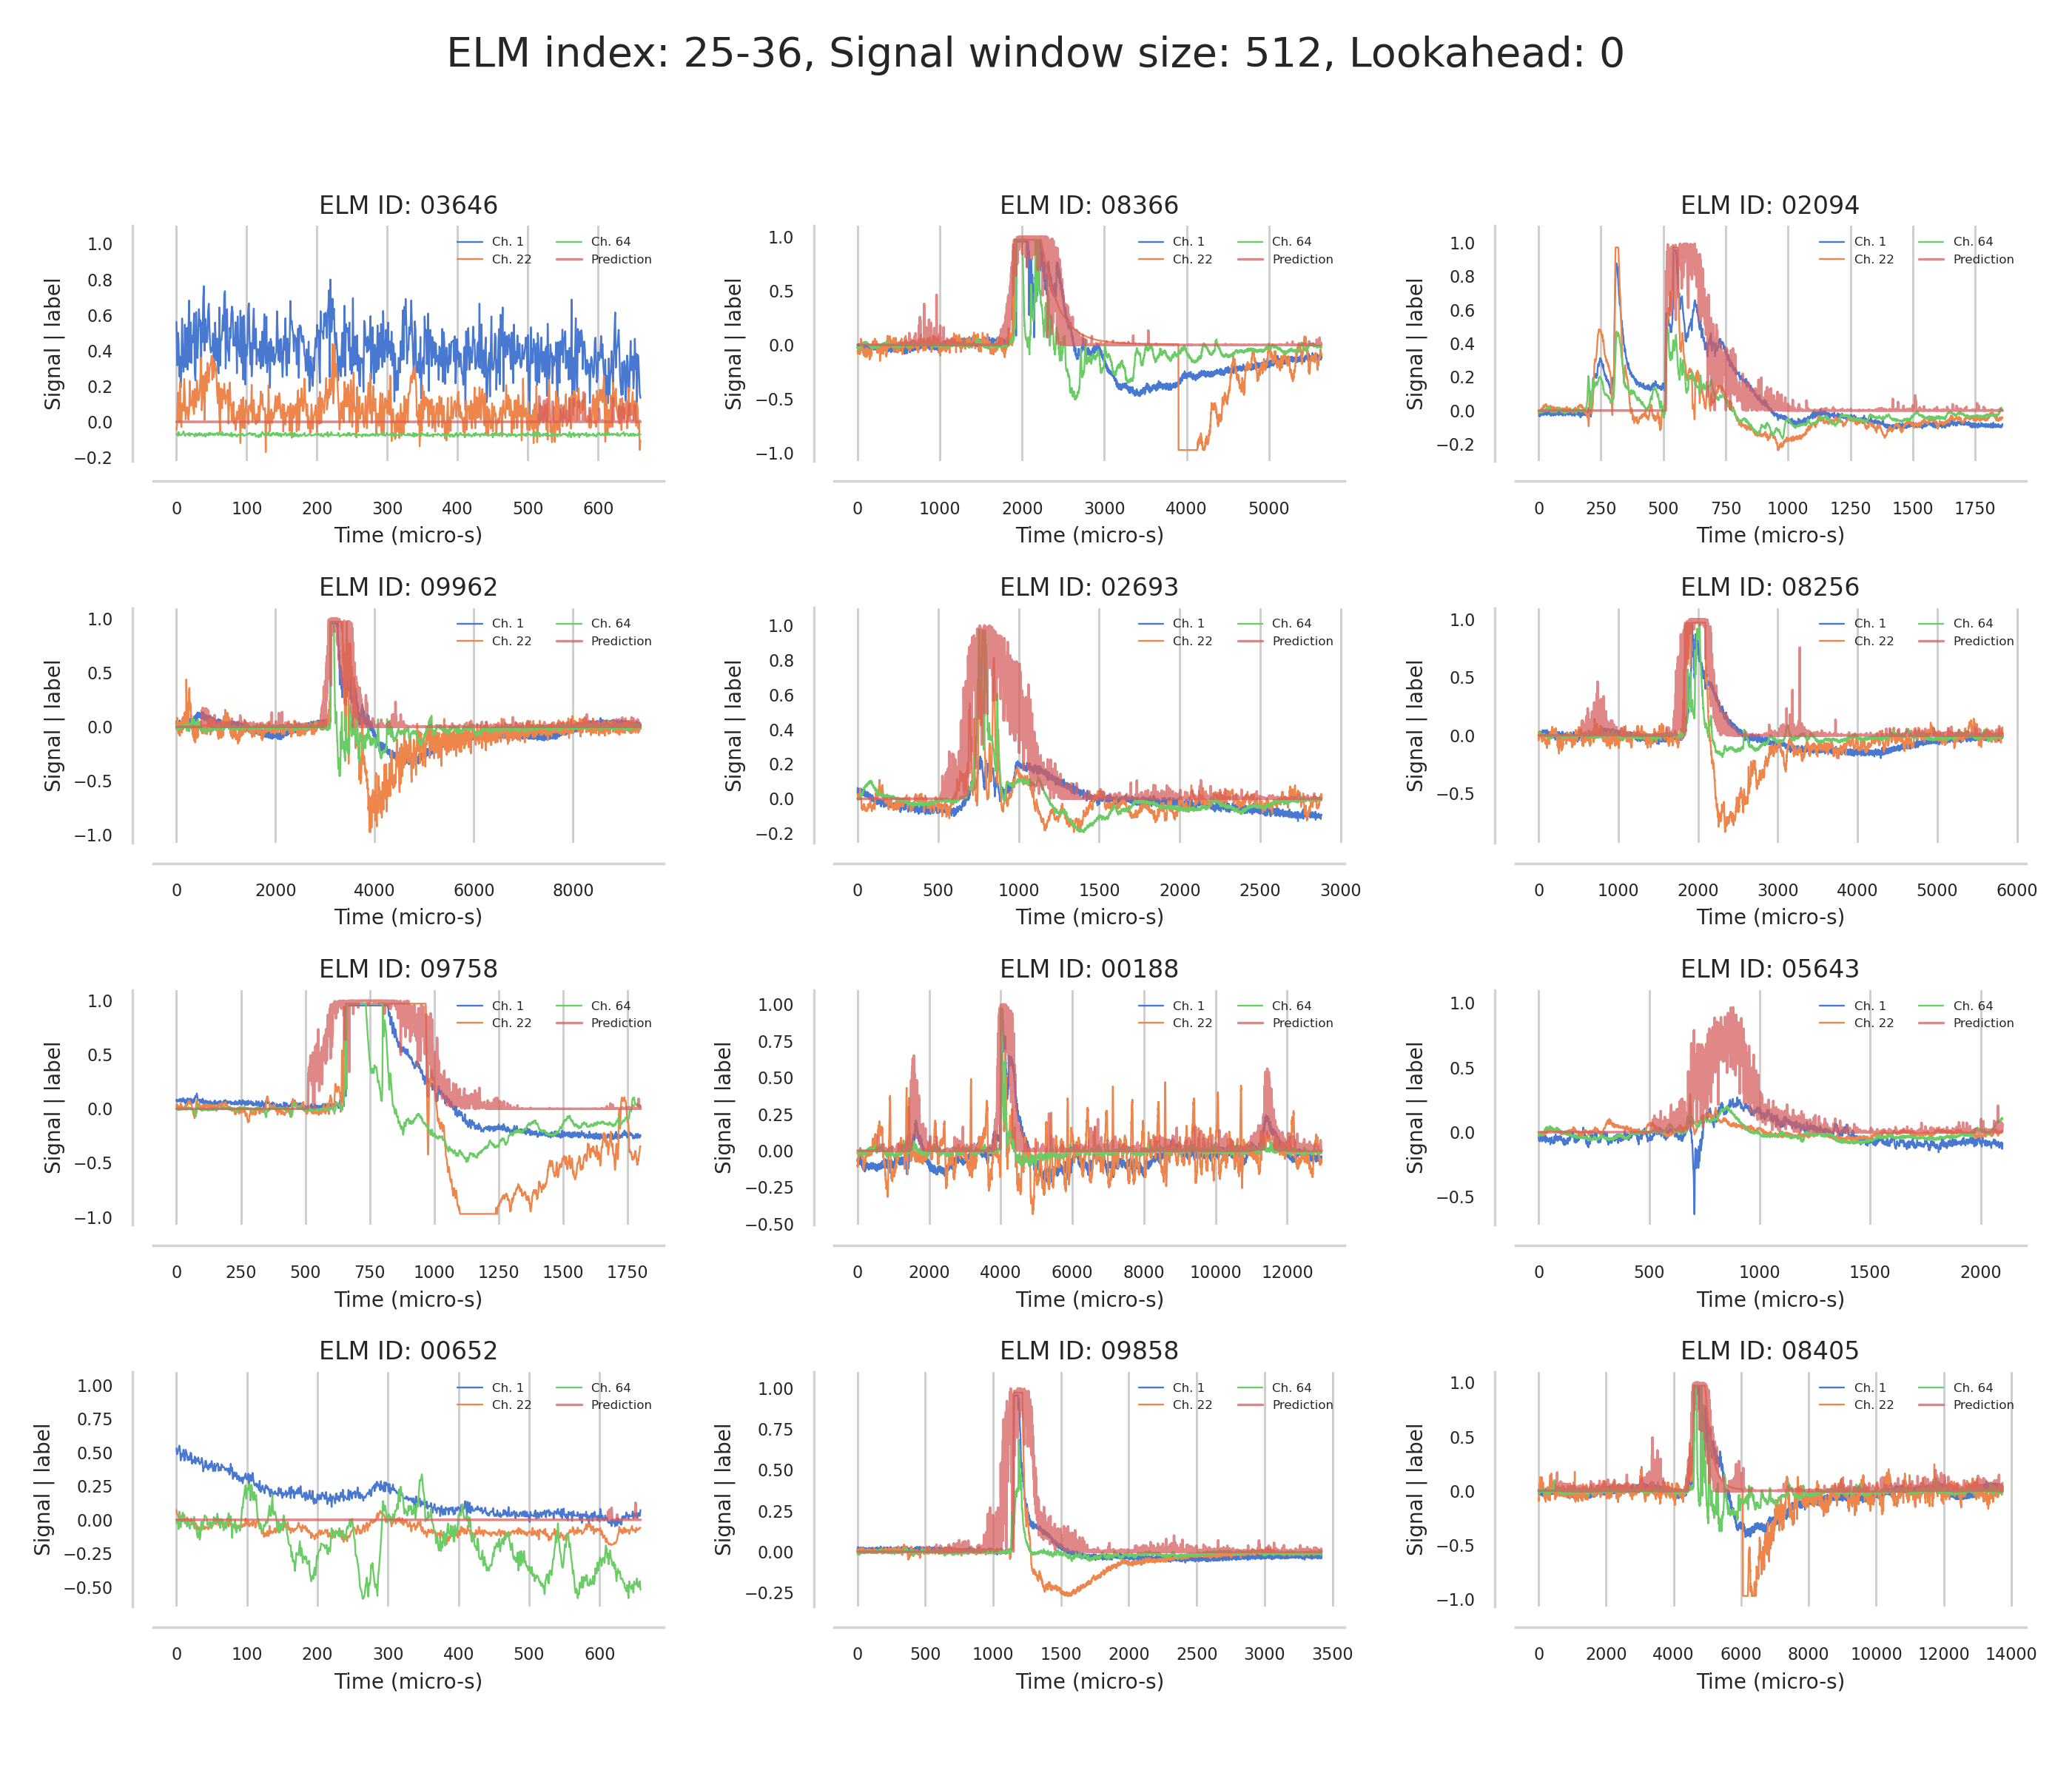 ELM index: 25-36, Signal window size: 512, Lookahead: 0
ELM ID: 03646
Signal | label
1.0
0.8
0.6
0.4
0.2
0.0
−0.2
Ch. 1
Ch. 22
Ch. 64
Prediction
0 100 200 300 400 500 600
Time (micro-s)
ELM ID: 08366
Signal | label
1.0
0.5
0.0
−0.5
−1.0
Ch. 1
Ch. 22
Ch. 64
Prediction
0 1000 2000 3000 4000 5000
Time (micro-s)
ELM ID: 02094
Signal | label
1.0
0.8
0.6
0.4
0.2
0.0
−0.2
Ch. 1
Ch. 22
Ch. 64
Prediction
0 250 500 750 1000 1250 1500 1750
Time (micro-s)
ELM ID: 09962
Signal | label
1.0
0.5
0.0
−0.5
−1.0
Ch. 1
Ch. 22
Ch. 64
Prediction
0 2000 4000 6000 8000
Time (micro-s)
ELM ID: 02693
Signal | label
1.0
0.8
0.6
0.4
0.2
0.0
−0.2
Ch. 1
Ch. 22
Ch. 64
Prediction
0 500 1000 1500 2000 2500 3000
Time (micro-s)
ELM ID: 08256
Signal | label
1.0
0.5
0.0
−0.5
Ch. 1
Ch. 22
Ch. 64
Prediction
0 1000 2000 3000 4000 5000 6000
Time (micro-s)
ELM ID: 09758
Signal | label
1.0
0.5
0.0
−0.5
−1.0
Ch. 1
Ch. 22
Ch. 64
Prediction
0 250 500 750 1000 1250 1500 1750
Time (micro-s)
ELM ID: 00188
Signal | label
1.00
0.75
0.50
0.25
0.00
−0.25
−0.50
Ch. 1
Ch. 22
Ch. 64
Prediction
0 2000 4000 6000 8000 10000 12000
Time (micro-s)
ELM ID: 05643
Signal | label
1.0
0.5
0.0
−0.5
Ch. 1
Ch. 22
Ch. 64
Prediction
0 500 1000 1500 2000
Time (micro-s)
ELM ID: 00652
Signal | label
1.00
0.75
0.50
0.25
0.00
−0.25
−0.50
Ch. 1
Ch. 22
Ch. 64
Prediction
0 100 200 300 400 500 600
Time (micro-s)
ELM ID: 09858
Signal | label
1.00
0.75
0.50
0.25
0.00
−0.25
Ch. 1
Ch. 22
Ch. 64
Prediction
0 500 1000 1500 2000 2500 3000 3500
Time (micro-s)
ELM ID: 08405
Signal | label
1.0
0.5
0.0
−0.5
−1.0
Ch. 1
Ch. 22
Ch. 64
Prediction
0 2000 4000 6000 8000 10000 12000 14000
Time (micro-s)